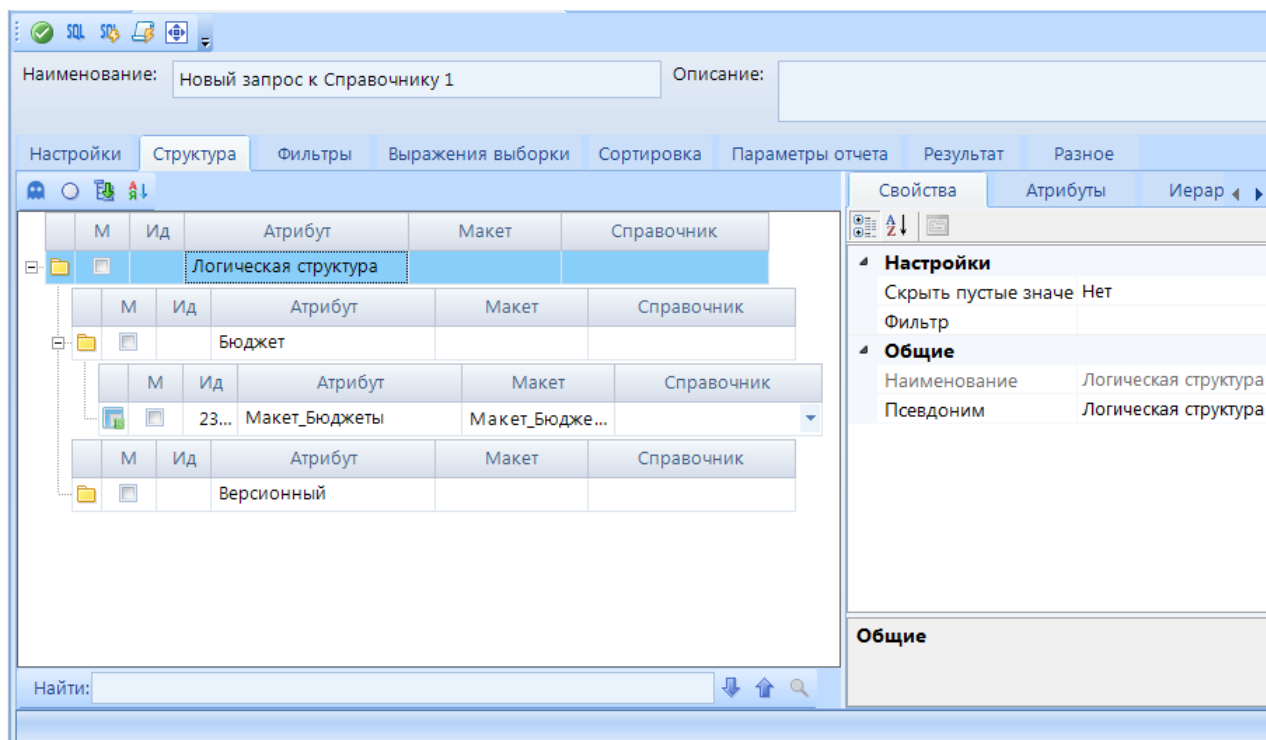 SQL SQL
Наименование: Новый запрос к Справочнику 1 Описание:
Настройки Структура Фильтры Выражения выборки Сортировка Параметры отчета Результат Разное
Свойства Атрибуты Иерар
М Ид Атрибут Макет Справочник
Логическая структура
М Ид Атрибут Макет Справочник
Бюджет
М Ид Атрибут Макет Справочник
23... Макет_Бюджеты Макет_Бюдже...
М Ид Атрибут Макет Справочник
Версионный
Настройки
Скрыть пустые значе Нет
Фильтр
Общие
Наименование Логическая структура
Псевдоним Логическая структура
Общие
Найти: